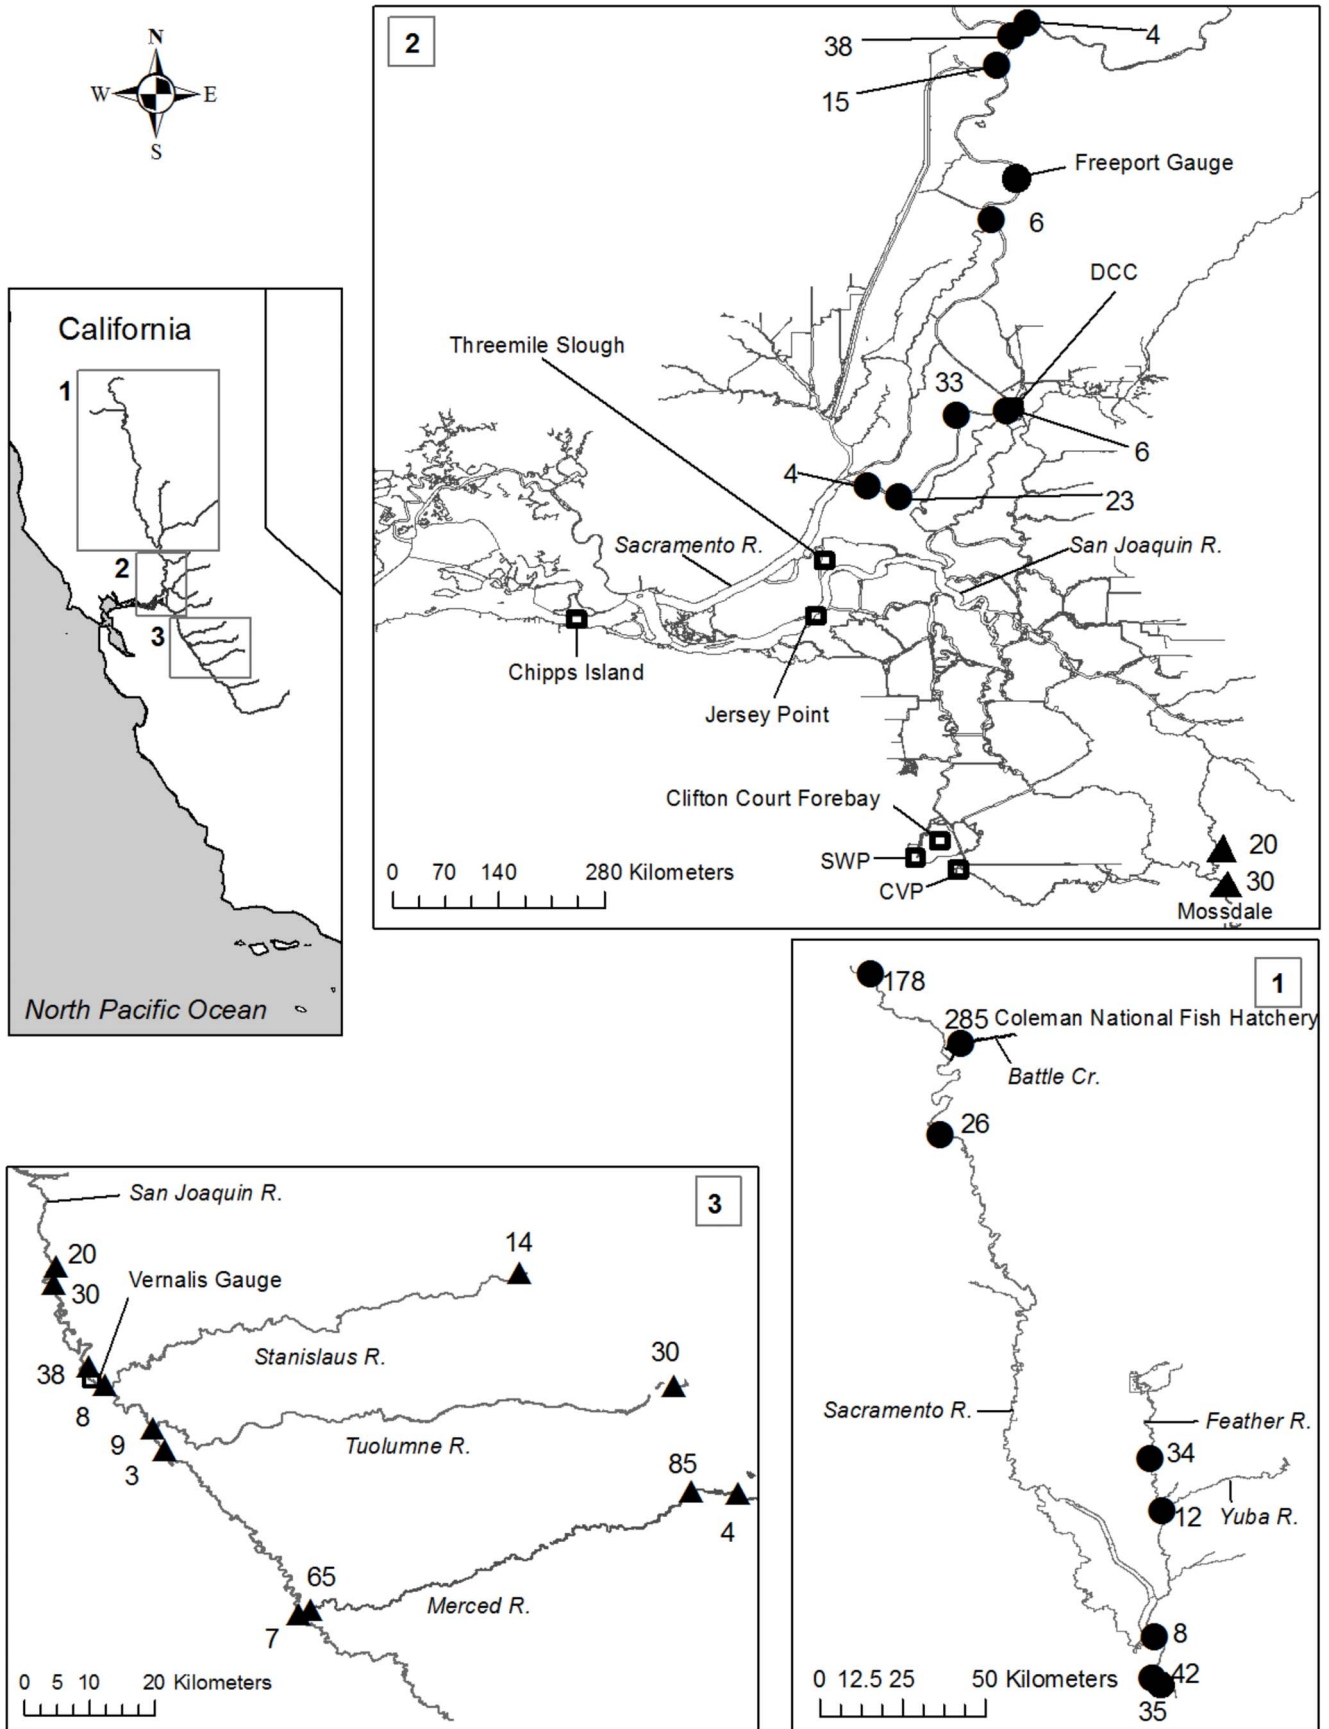 N
W E
S
California
1
2
3
North Pacific Ocean
2
4
38
15
Freeport Gauge
6
DCC
Threemile Slough
33
6
4
23
Sacramento R.
San Joaquin R.
Chipps Island
Jersey Point
Clifton Court Forebay
SWP
CVP
20
30
Mossdale
0 70 140 280 Kilometers
1
178
285 Coleman National Fish Hatchery
Battle Cr.
26
Sacramento R.
Feather R.
34
12
Yuba R.
8
42
35
0 12.5 25 50 Kilometers
3
San Joaquin R.
20
30
Vernalis Gauge
14
38
Stanislaus R.
30
8
9
3
Tuolumne R.
85
4
65
7
Merced R.
0 5 10 20 Kilometers